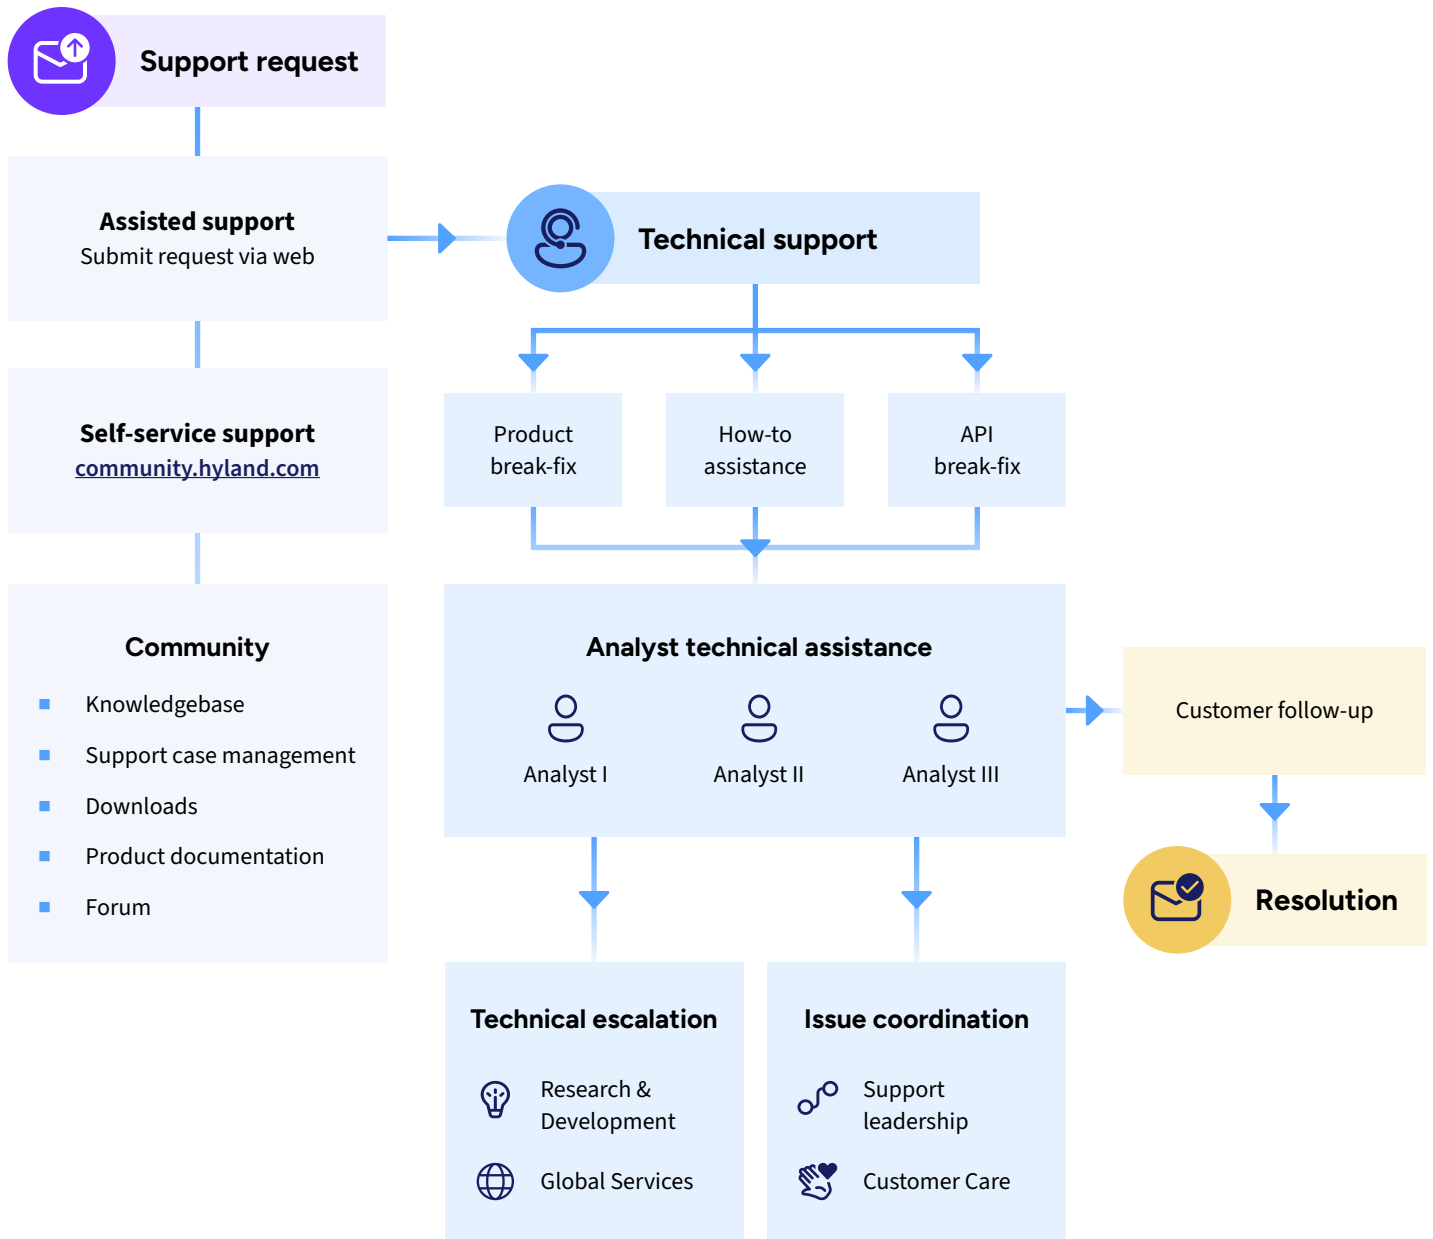 Support request
Assisted support
Submit request via web
Self-service support
community.hyland.com
Community
Knowledgebase
Support case management
Downloads
Product documentation
Forum
Technical support
Product
break-fix
How-to
assistance
API
break-fix
Analyst technical assistance
Analyst I
Analyst II
Analyst III
Customer follow-up
Resolution
Technical escalation
Research &
Development
Global Services
Issue coordination
Support
leadership
Customer Care